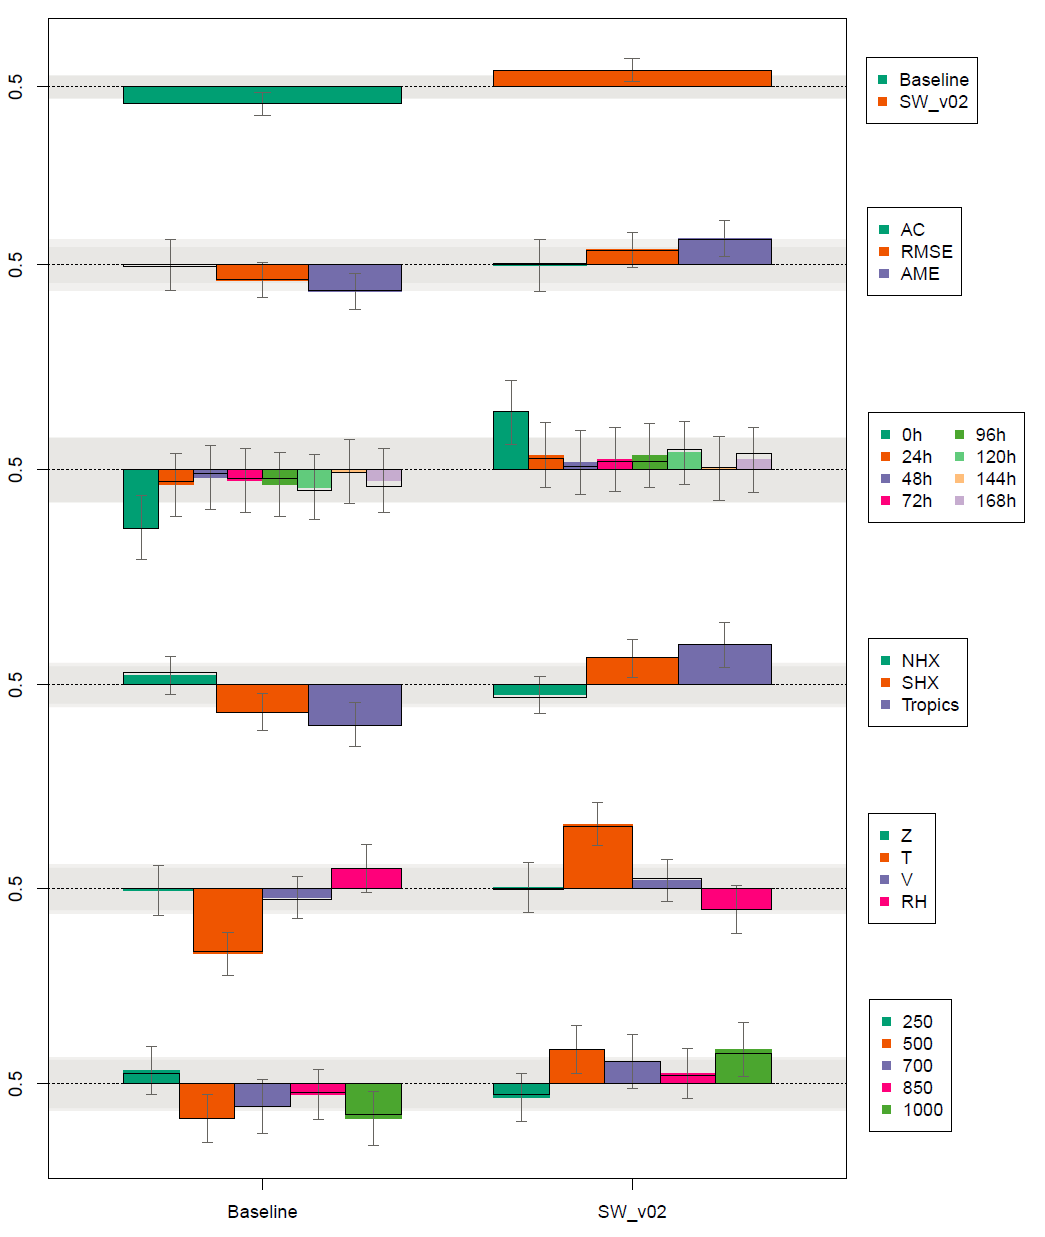 0.5
Baseline
SW_v02
0.5
AC
RMSE
AME
0.5
0h 96h
24h 120h
48h 144h
72h 168h
0.5
NHX
SHX
Tropics
0.5
Z
T
V
RH
0.5
250
500
700
850
1000
Baseline SW_v02